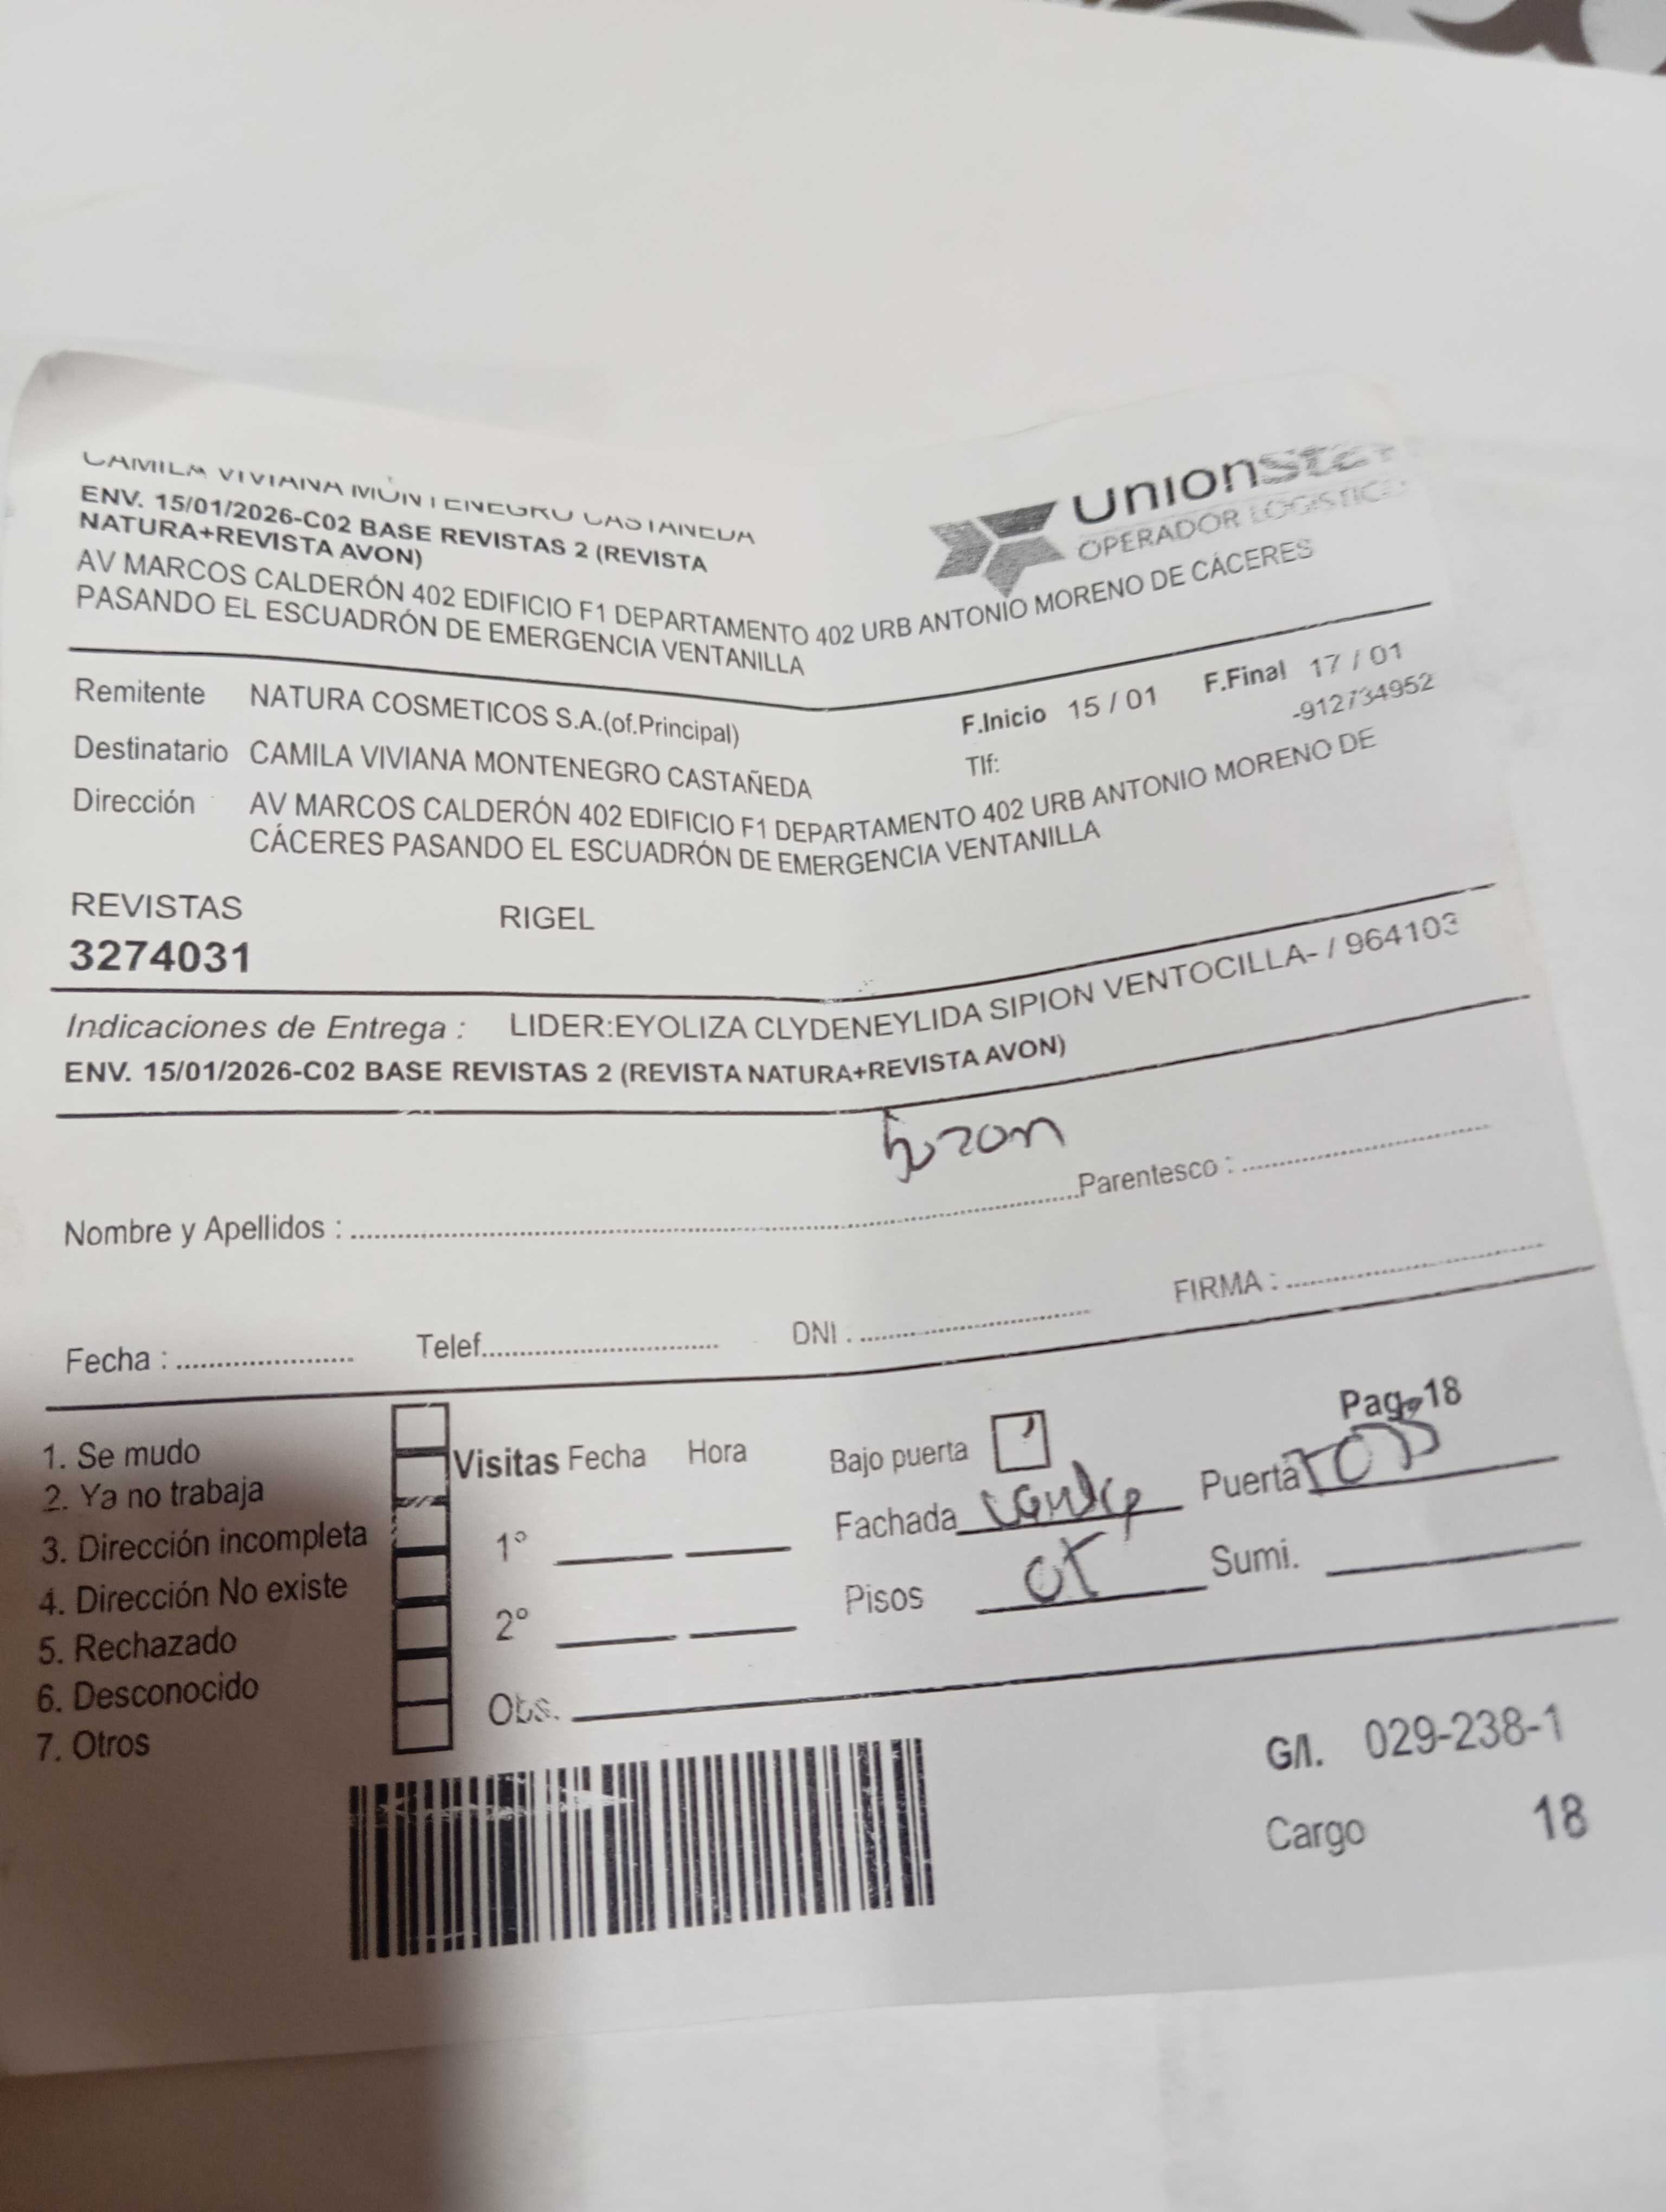 CAMILA VIVIANA MONTENEGRO CASTAÑEDA
ENV. 15/01/2026-C02 BASE REVISTAS 2 (REVISTA
NATURA+REVISTA AVON)
unionstar
OPERADOR LOGISTICO
AV MARCOS CALDERÓN 402 EDIFICIO F1 DEPARTAMENTO 402 URB ANTONIO MORENO DE CÁCERES
PASANDO EL ESCUADRÓN DE EMERGENCIA VENTANILLA
Remitente NATURA COSMETICOS S.A.(of.Principal) F.Inicio 15 / 01 F.Final 17 / 01
Destinatario CAMILA VIVIANA MONTENEGRO CASTAÑEDA Tlf: -912734952
Dirección AV MARCOS CALDERÓN 402 EDIFICIO F1 DEPARTAMENTO 402 URB ANTONIO MORENO DE
CÁCERES PASANDO EL ESCUADRÓN DE EMERGENCIA VENTANILLA
REVISTAS RIGEL
3274031
Indicaciones de Entrega : LIDER:EYOLIZA CLYDENEYLIDA SIPION VENTOCILLA- / 964103
ENV. 15/01/2026-C02 BASE REVISTAS 2 (REVISTA NATURA+REVISTA AVON)
Nombre y Apellidos : Parentesco :
Fecha : Telef. DNI . FIRMA :
Pag. 18
1. Se mudo
2. Ya no trabaja
3. Dirección incompleta
4. Dirección No existe
5. Rechazado
6. Desconocido
7. Otros
Visitas Fecha Hora
1°
2°
Obs.
Bajo puerta
Fachada Puerta
Pisos Sumi.
G/l. 029-238-1
Cargo 18